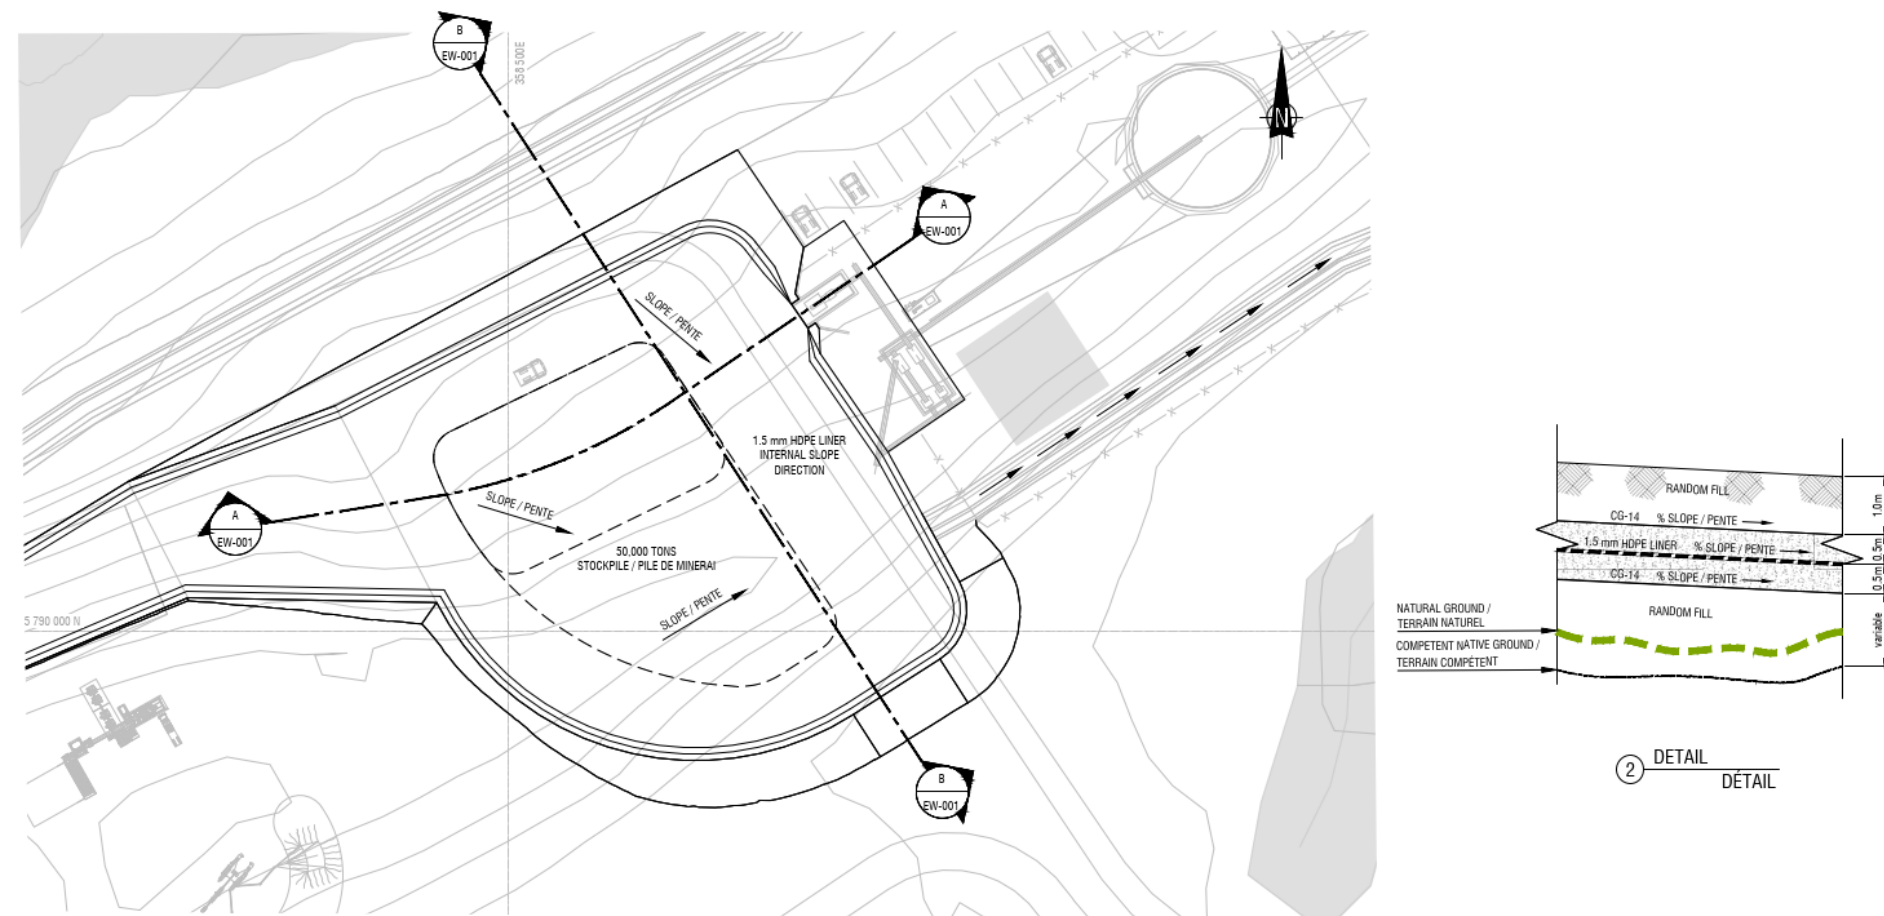 B
EW-001
358 500E
N
A
EW-001
SLOPE / PENTE
1.5 mm HDPE LINER
INTERNAL SLOPE
DIRECTION
SLOPE / PENTE
A
EW-001
50,000 TONS
STOCKPILE / PILE DE MINERAI
SLOPE / PENTE
5 790 000 N
B
EW-001
RANDOM FILL
1.0m
CG-14 % SLOPE / PENTE
0.5m
1.5 mm HDPE LINER % SLOPE / PENTE
0.5m
CG-14 % SLOPE / PENTE
RANDOM FILL
variable
NATURAL GROUND /
TERRAIN NATUREL
COMPETENT NATIVE GROUND /
TERRAIN COMPÉTENT
2
DETAIL
DÉTAIL